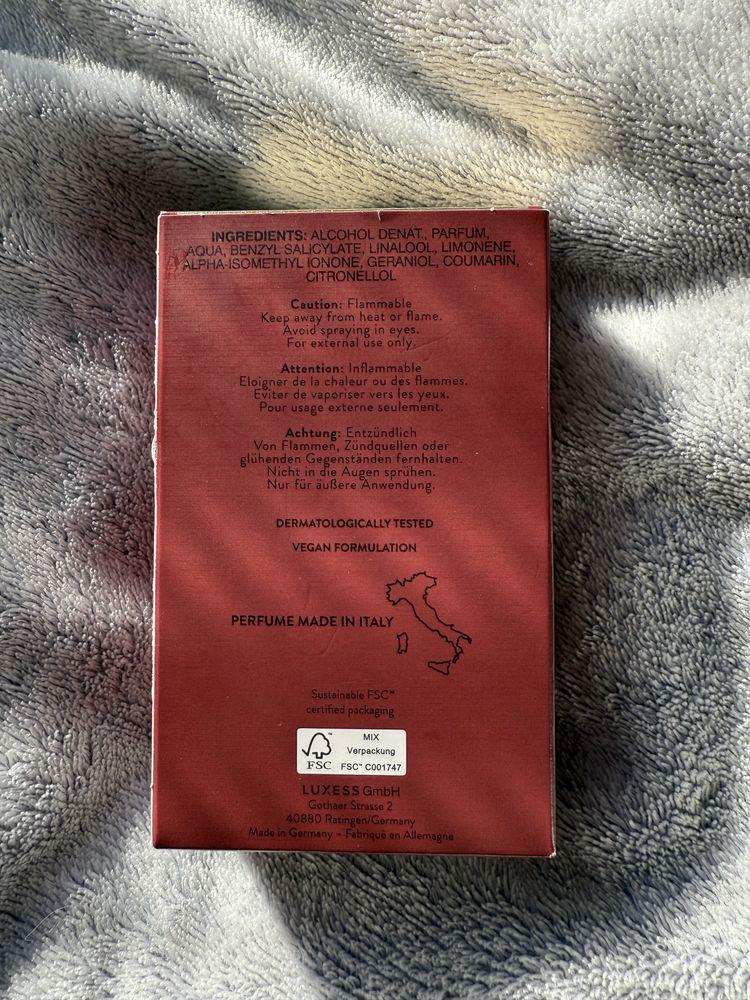 INGREDIENTS: ALCOHOL DENAT., PARFUM,
AQUA, BENZYL SALICYLATE, LINALOOL, LIMONENE,
ALPHA-ISOMETHYL IONONE, GERANIOL, COUMARIN,
CITRONELLOL
Caution: Flammable
Keep away from heat or flame.
Avoid spraying in eyes.
For external use only.
Attention: Inflammable
Eloigner de la chaleur ou des flammes.
Eviter de vaporiser vers les yeux.
Pour usage externe seulement.
Achtung: Entzündlich
Von Flammen, Zündquellen oder
glühenden Gegenständen fernhalten.
Nicht in die Augen sprühen.
Nur für äußere Anwendung.
DERMATOLOGICALLY TESTED
VEGAN FORMULATION
PERFUME MADE IN ITALY
Sustainable FSC™
certified packaging
FSC™
MIX
Verpackung
FSC™ C001747
LUXESS GmbH
Gothaer Strasse 2
40880 Ratingen/Germany
Made in Germany - Fabriqué en Allemagne